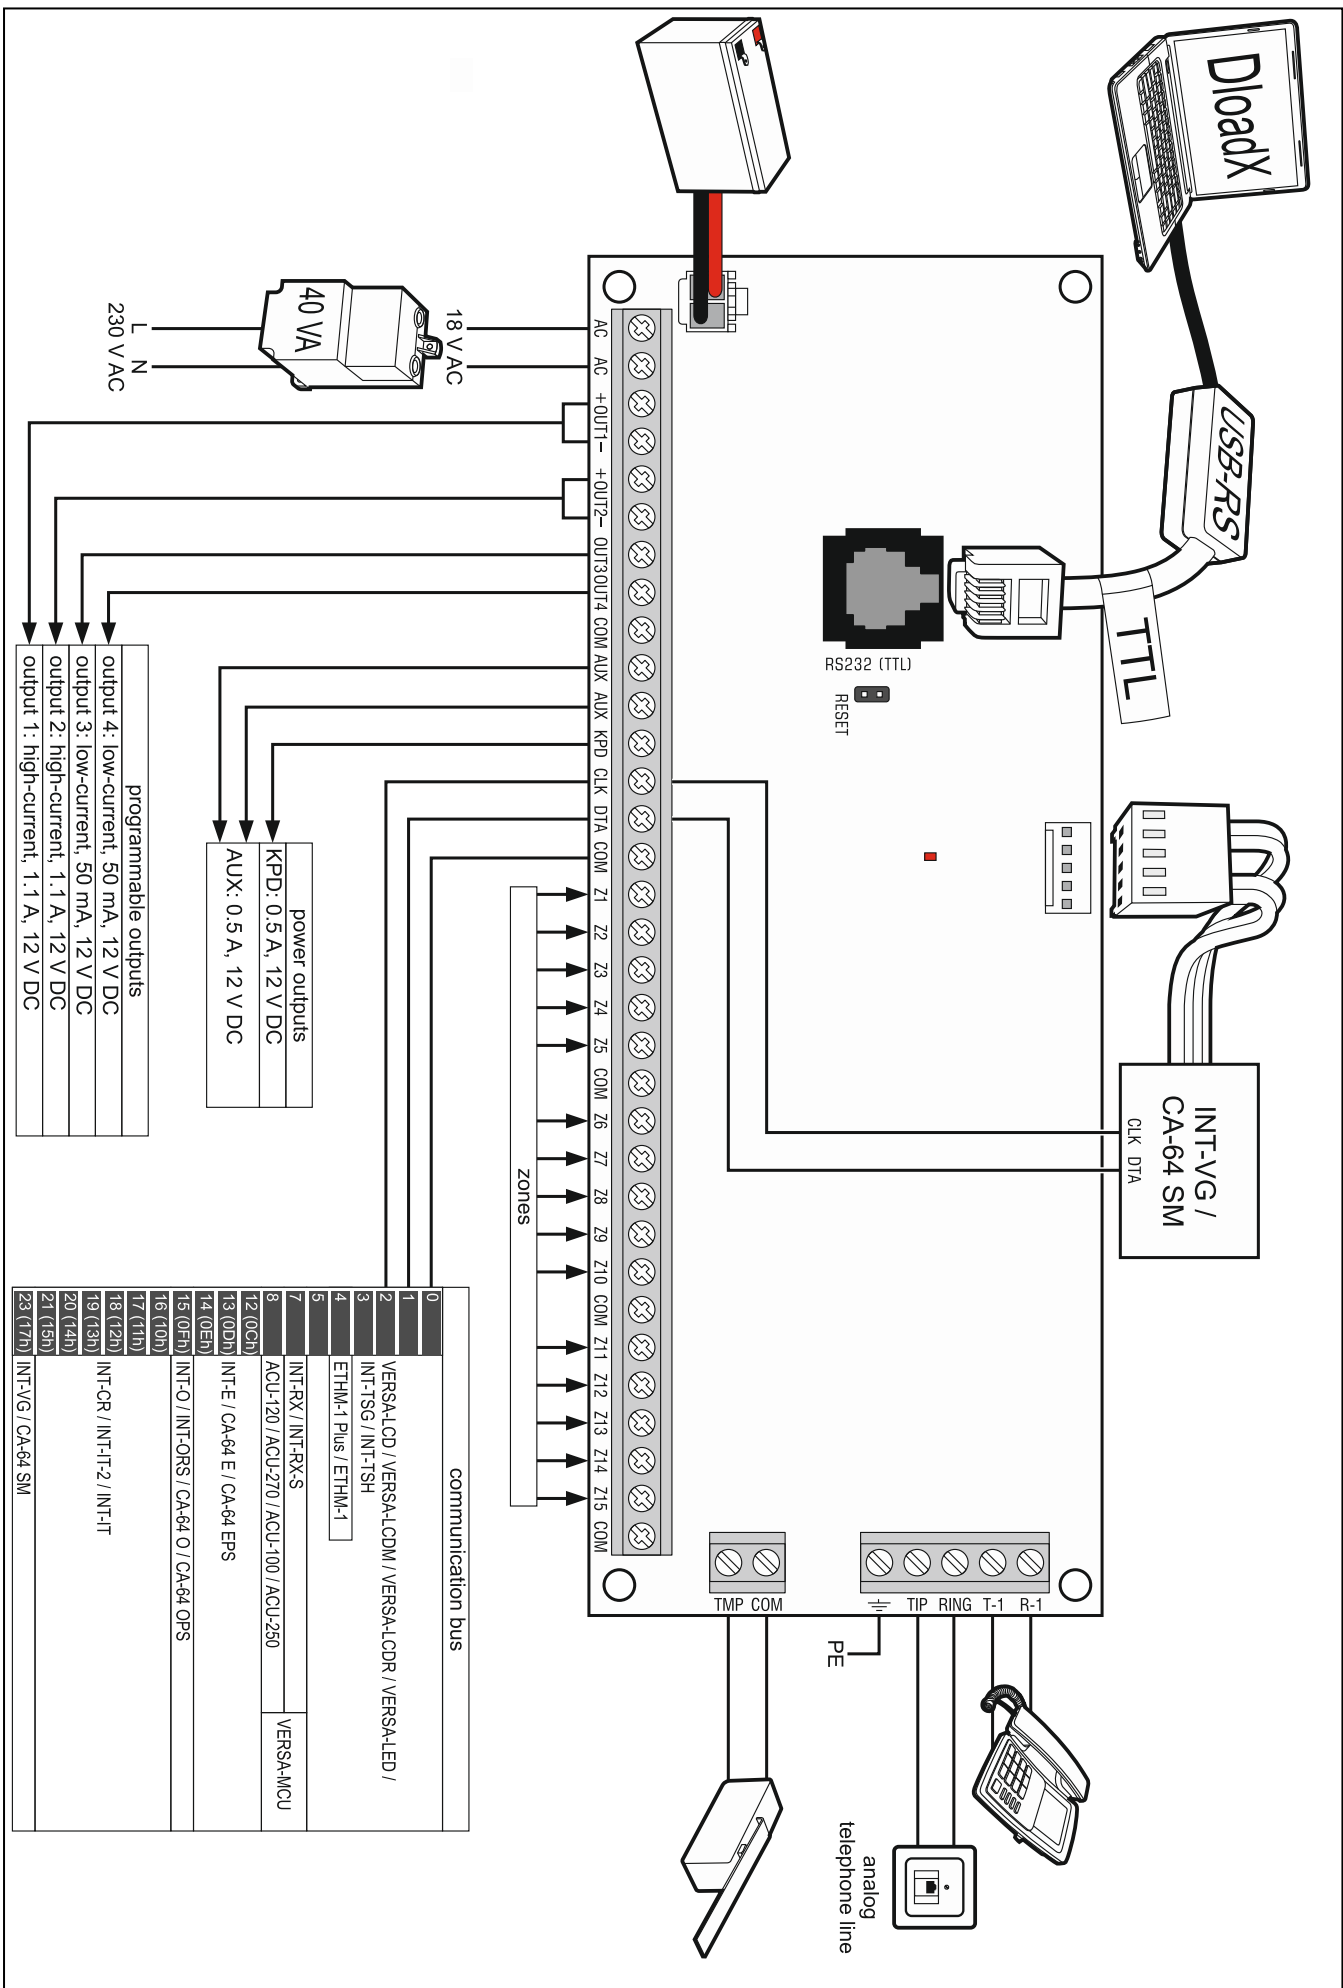 DloadX
USB-RS
TTL
INT-VG /
CA-64 SM
CLK DTA
RS232 (TTL)
RESET
40 VA
18 V AC
L N
230 V AC
AC AC +OUT1− +OUT2− OUT3 OUT4 COM AUX AUX KPD CLK DTA COM Z1 Z2 Z3 Z4 Z5 COM Z6 Z7 Z8 Z9 Z10 COM Z11 Z12 Z13 Z14 Z15 COM
TMP COM
TIP RING T-1 R-1
PE
analog
telephone line
zones
programmable outputs
output 4: low-current, 50 mA, 12 V DC
output 3: low-current, 50 mA, 12 V DC
output 2: high-current, 1.1 A, 12 V DC
output 1: high-current, 1.1 A, 12 V DC
power outputs
KPD: 0.5 A, 12 V DC
AUX: 0.5 A, 12 V DC
communication bus
0
1
2
3
4
5
VERSA-LCD / VERSA-LCDM / VERSA-LCDR / VERSA-LED /
INT-TSG / INT-TSH
ETHM-1 Plus / ETHM-1
7
INT-RX / INT-RX-S
8
ACU-120 / ACU-270 / ACU-100 / ACU-250
VERSA-MCU
12 (0Ch)
13 (0Dh)
14 (0Eh)
INT-E / CA-64 E / CA-64 EPS
15 (0Fh)
INT-O / INT-ORS / CA-64 O / CA-64 OPS
16 (10h)
17 (11h)
18 (12h)
19 (13h)
20 (14h)
21 (15h)
INT-CR / INT-IT-2 / INT-IT
23 (17h)
INT-VG / CA-64 SM